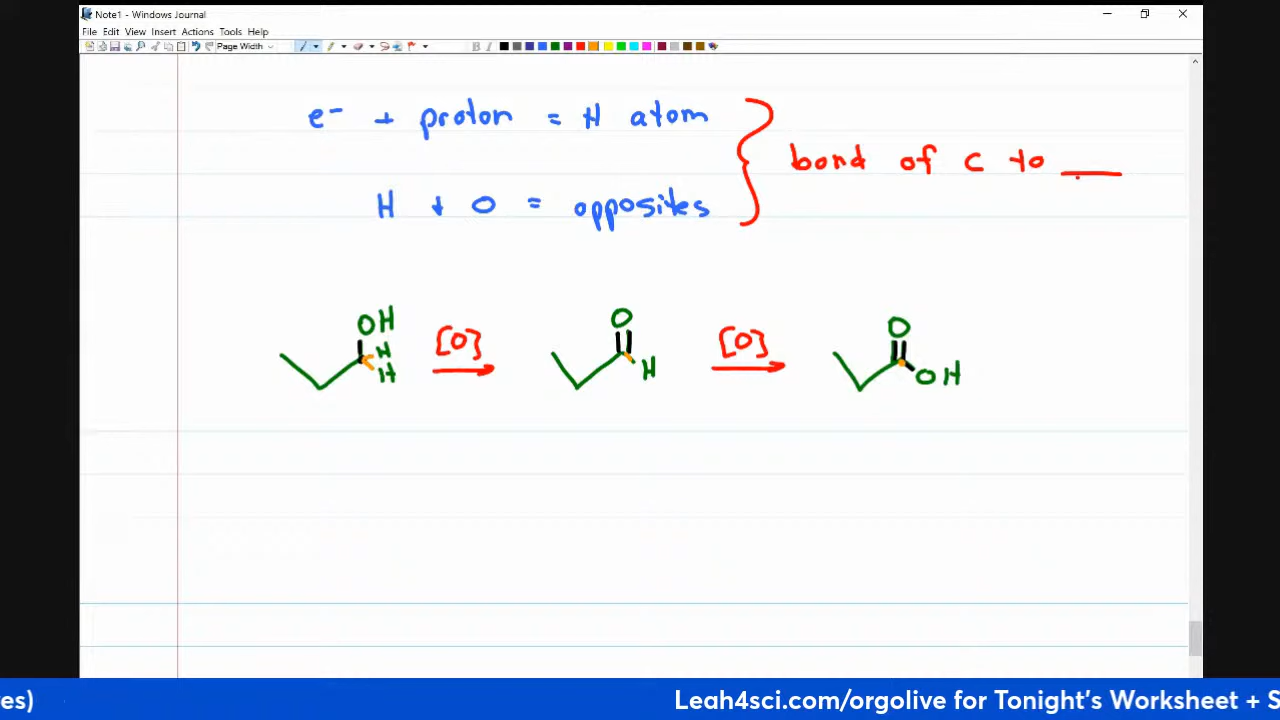 Note1 - Windows Journal
File Edit View Insert Actions Tools Help
Page Width
B I
e- + proton = H atom
bond of C to ___
H + O = opposites
OH
H
H
[O]
O
H
[O]
O
OH
es)
Leah4sci.com/orgolive for Tonight's Worksheet + S